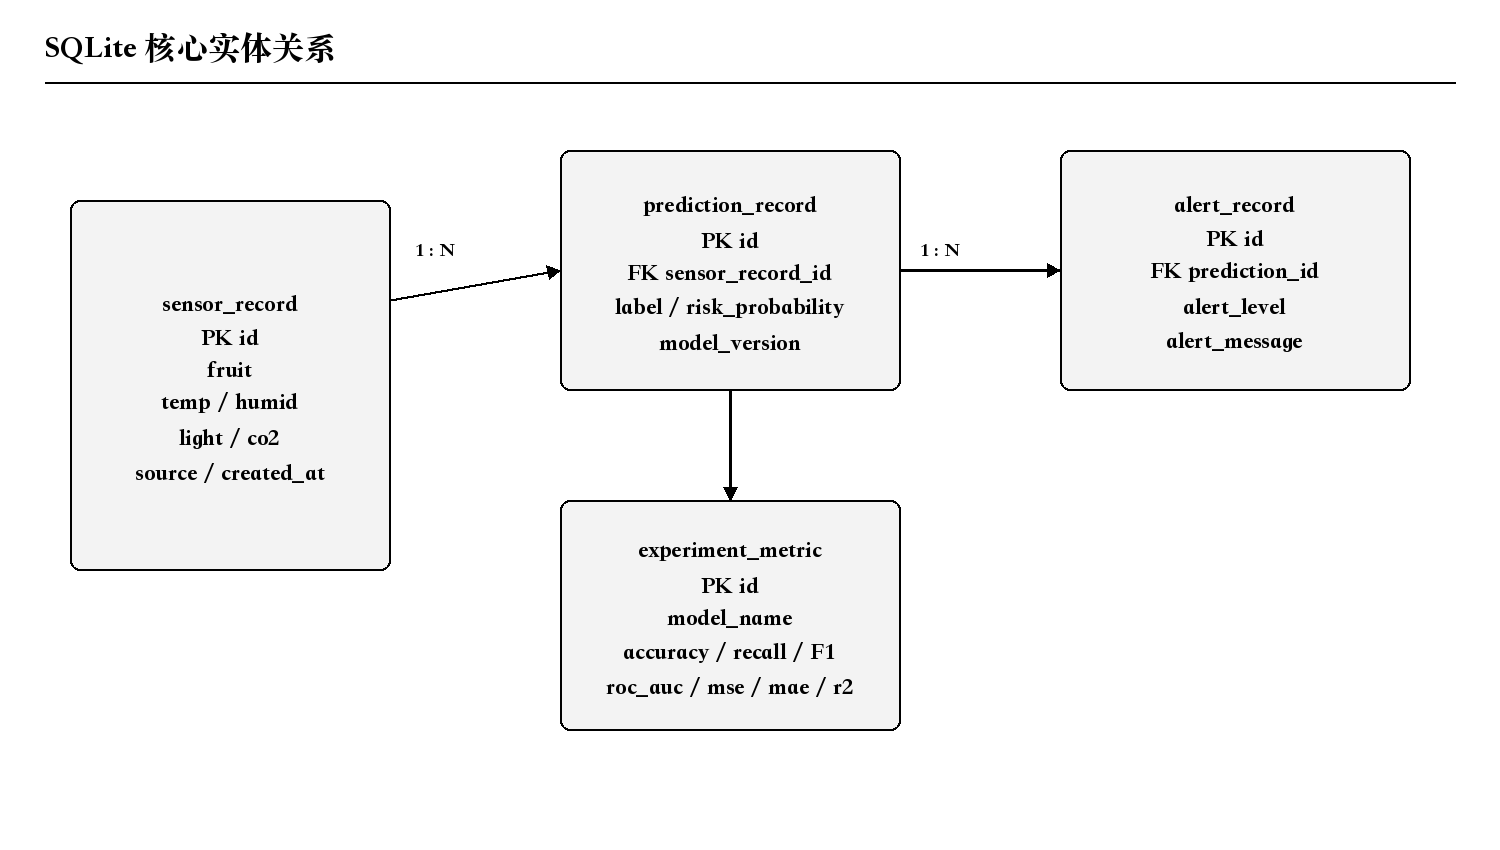 SQLite 核心实体关系
sensor_record
PK id
fruit
temp / humid
light / co2
source / created_at
1 : N
prediction_record
PK id
FK sensor_record_id
label / risk_probability
model_version
1 : N
alert_record
PK id
FK prediction_id
alert_level
alert_message
experiment_metric
PK id
model_name
accuracy / recall / F1
roc_auc / mse / mae / r2